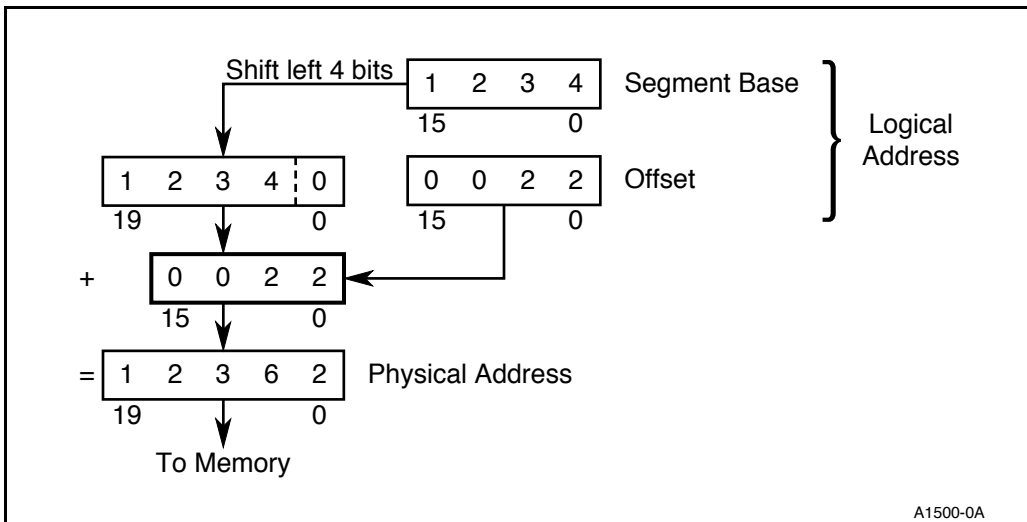 Shift left 4 bits
1 2 3 4 Segment Base
15 0
Logical
Address
1 2 3 4 0
19 0
0 0 2 2 Offset
15 0
+ 0 0 2 2
15 0
= 1 2 3 6 2 Physical Address
19 0
To Memory
A1500-0A